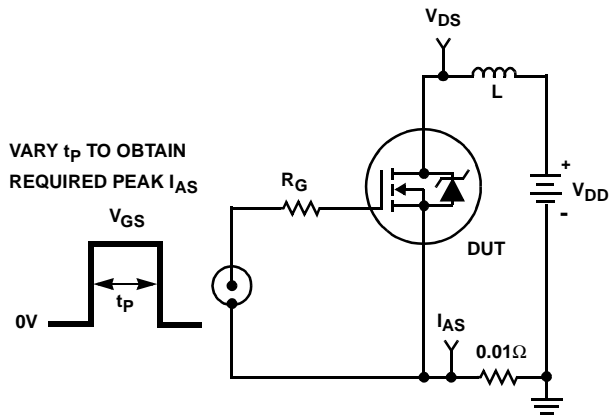 VDS
L
VARY tP TO OBTAIN
REQUIRED PEAK IAS
RG
+
VDD
-
VGS
DUT
tP
0V
IAS
0.01Ω